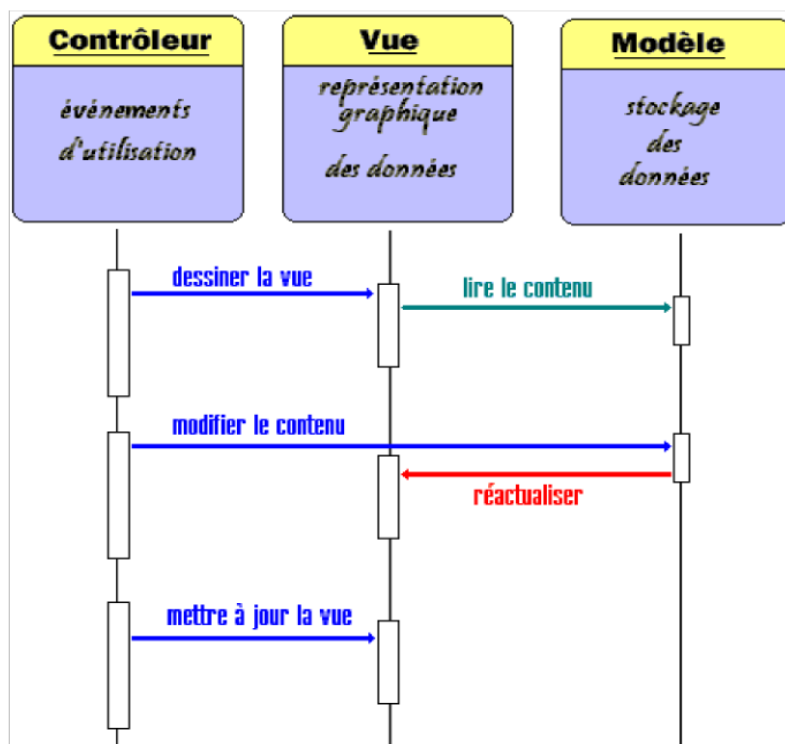 Contrôleur
événements
d'utilisation
Vue
représentation
graphique
des données
Modèle
stockage
des
données
dessiner la vue
lire le contenu
modifier le contenu
réactualiser
mettre à jour la vue